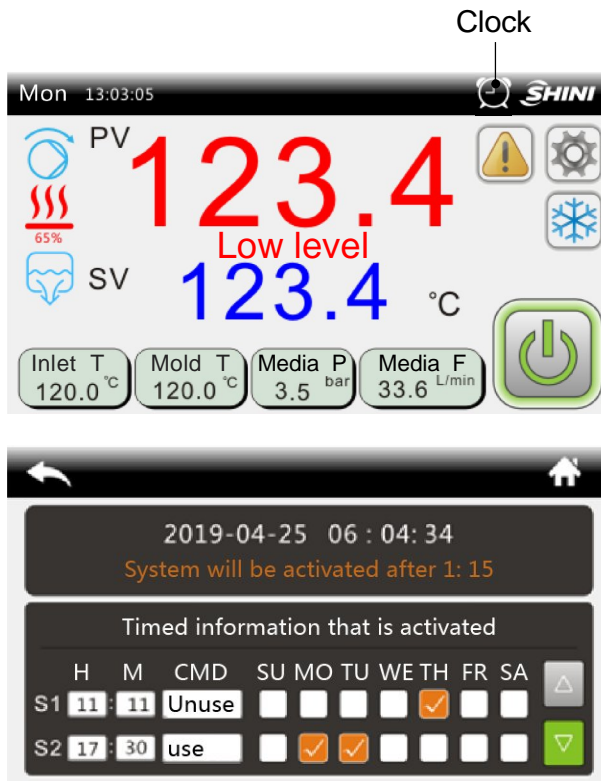 Clock
Mon 13:03:05 SHINI
PV 123.4
65%
Low level
SV 123.4 °C
Inlet T Mold T Media P Media F
120.0 °C 120.0 °C 3.5 bar 33.6 L/min
2019-04-25 06 : 04: 34
System will be activated after 1: 15
Timed information that is activated
H M CMD SU MO TU WE TH FR SA
S1 11 : 11 Unuse
S2 17 : 30 use